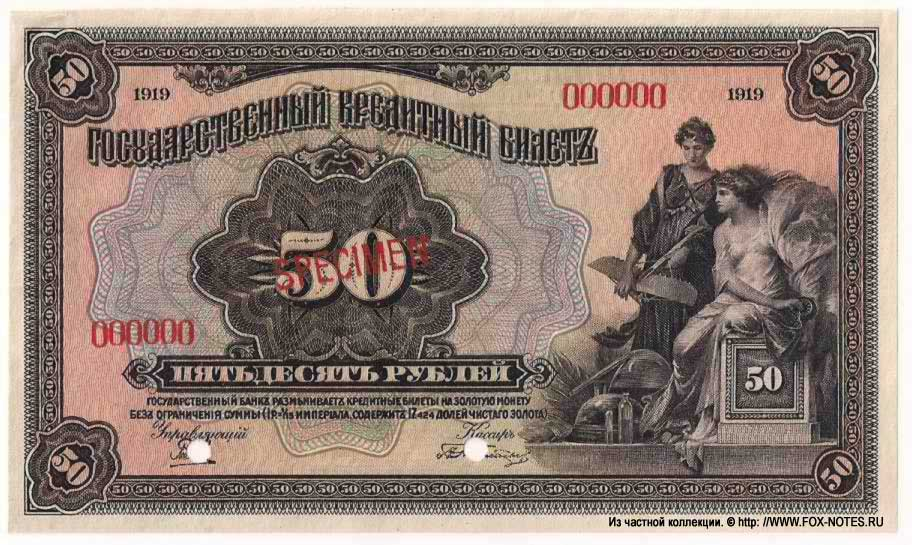 50 50
1919 000000 1919
ГОСУДАРСТВЕННЫЙ КРЕДИТНЫЙ БИЛЕТЪ
50
SPECIMEN
000000
ПЯТЬДЕСЯТЬ РУБЛЕЙ
50
ГОСУДАРСТВЕННЫЙ БАНКЪ РАЗМѢНИВАЕТЪ КРЕДИТНЫЕ БИЛЕТЫ НА ЗОЛОТУЮ МОНЕТУ
БЕЗЪ ОГРАНИЧЕНІЯ СУММЫ (1 Р.= 1/15 ИМПЕРІАЛА, СОДЕРЖИТЪ 17,424 ДОЛЕЙ ЧИСТАГО ЗОЛОТА)
Управляющій Кассиръ
50 50
Из частной коллекции. © http: //WWW.FOX-NOTES.RU